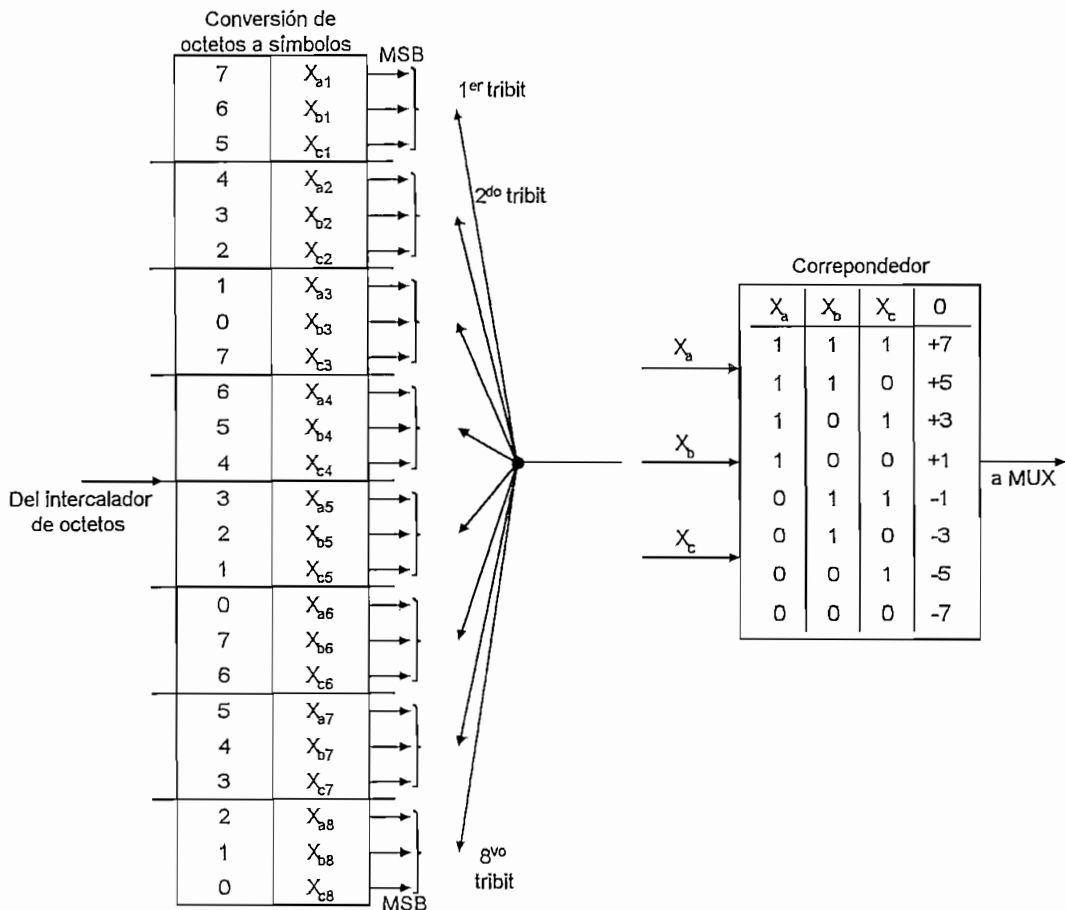 Conversión de
octetos a símbolos
MSB
7 Xa1
6 Xb1
5 Xc1
4 Xa2
3 Xb2
2 Xc2
1 Xa3
0 Xb3
7 Xc3
6 Xa4
5 Xb4
4 Xc4
3 Xa5
2 Xb5
1 Xc5
0 Xa6
7 Xb6
6 Xc6
5 Xa7
4 Xb7
3 Xc7
2 Xa8
1 Xb8
0 Xc8
MSB
Del intercalador
de octetos
1er tribit
2do tribit
8vo
tribit
Xa
Xb
Xc
Correpondedor
Xa Xb Xc 0
1 1 1 +7
1 1 0 +5
1 0 1 +3
1 0 0 +1
0 1 1 -1
0 1 0 -3
0 0 1 -5
0 0 0 -7
a MUX